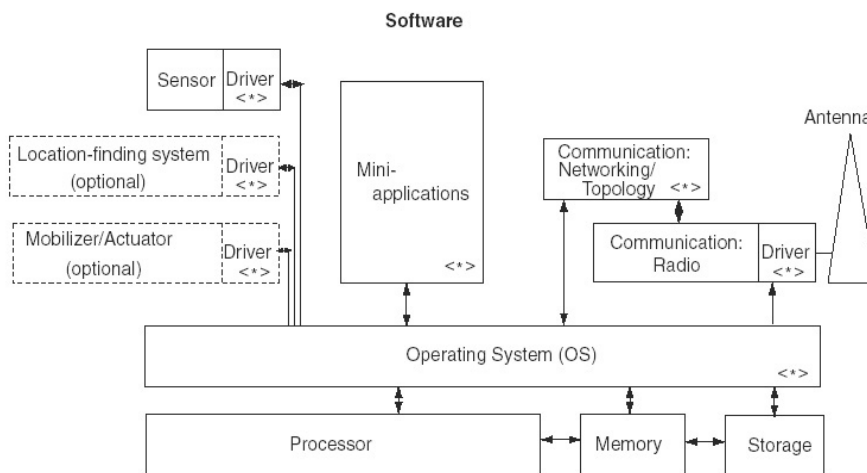 Software
Sensor
Driver
<*>
Location-finding system
(optional)
Driver
<*>
Mobilizer/Actuator
(optional)
Driver
<*>
Mini-
applications
<*>
Communication:
Networking/
Topology
<*>
Antenna
Communication:
Radio
Driver
<*>
Operating System (OS)
<*>
Processor
Memory
Storage